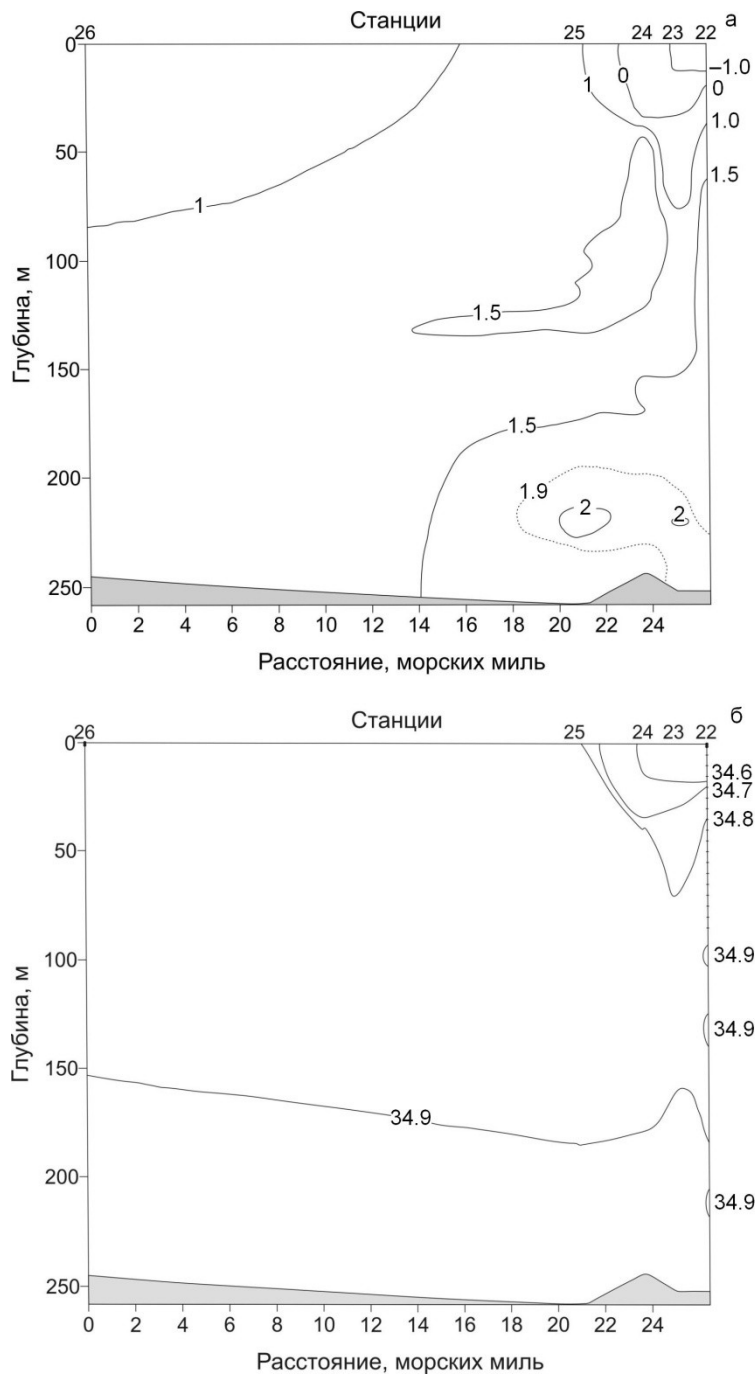 Станции
а
26 25 24 23 22
0
50
100
150
200
250
Глубина, м
1
1
0
–1.0
0
1.0
1.5
1.5
1.5
1.9
2
2
0 2 4 6 8 10 12 14 16 18 20 22 24
Расстояние, морских миль
Станции
б
26 25 24 23 22
0
50
100
150
200
250
Глубина, м
34.6
34.7
34.8
34.9
34.9
34.9
34.9
0 2 4 6 8 10 12 14 16 18 20 22 24
Расстояние, морских миль